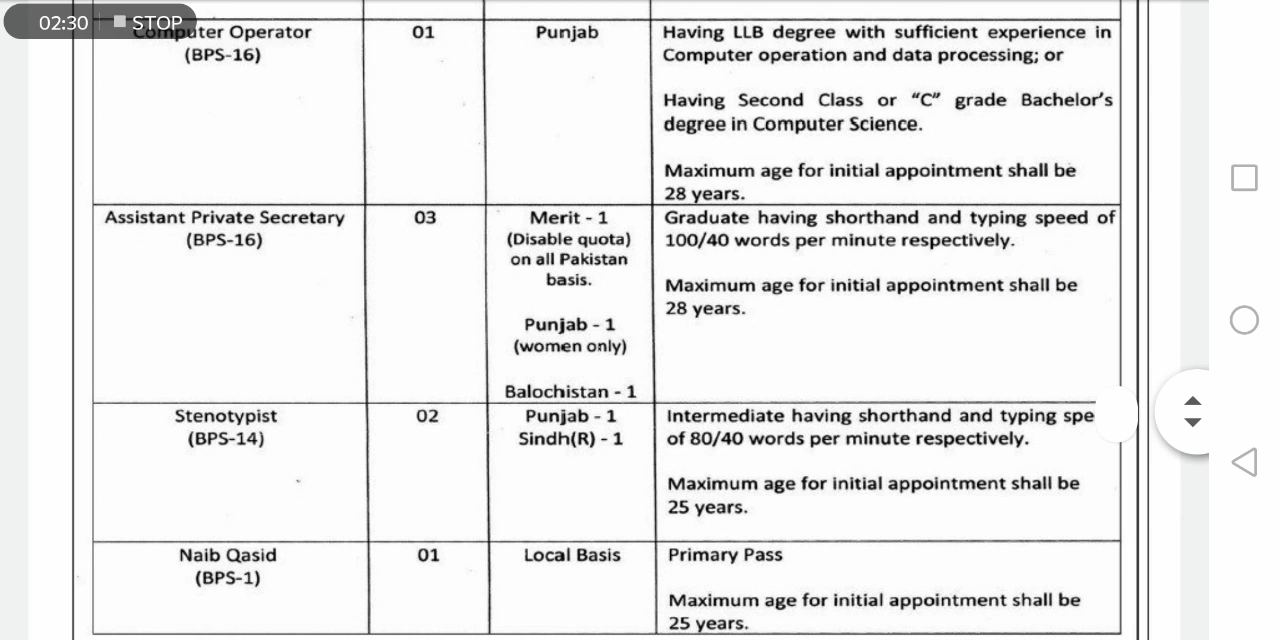 02:30 STOP
Computer Operator
(BPS-16)
01
Punjab
Having LLB degree with sufficient experience in
Computer operation and data processing; or
Having Second Class or “C” grade Bachelor’s
degree in Computer Science.
Maximum age for initial appointment shall be
28 years.
Assistant Private Secretary
(BPS-16)
03
Merit - 1
(Disable quota)
on all Pakistan
basis.
Punjab - 1
(women only)
Balochistan - 1
Graduate having shorthand and typing speed of
100/40 words per minute respectively.
Maximum age for initial appointment shall be
28 years.
Stenotypist
(BPS-14)
02
Punjab - 1
Sindh(R) - 1
Intermediate having shorthand and typing spe
of 80/40 words per minute respectively.
Maximum age for initial appointment shall be
25 years.
Naib Qasid
(BPS-1)
01
Local Basis
Primary Pass
Maximum age for initial appointment shall be
25 years.